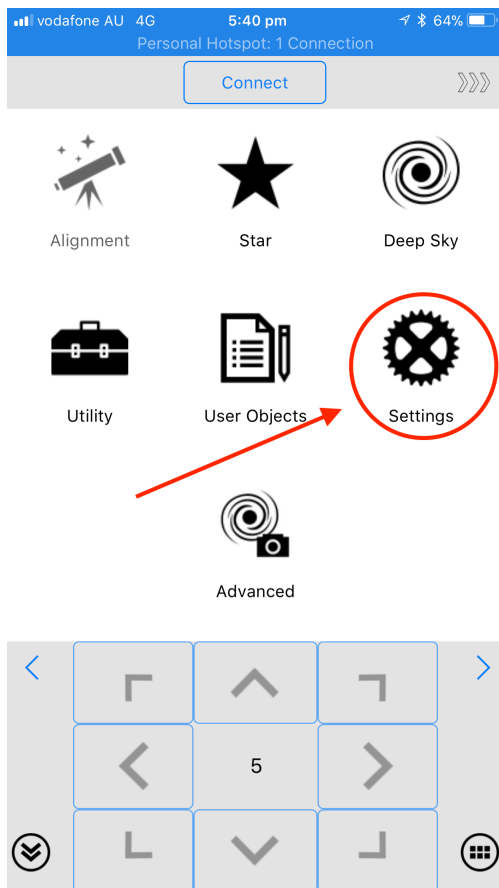 vodafone AU 4G 5:40 pm 64%
Personal Hotspot: 1 Connection
Connect
Alignment Star Deep Sky
Utility User Objects Settings
Advanced
5